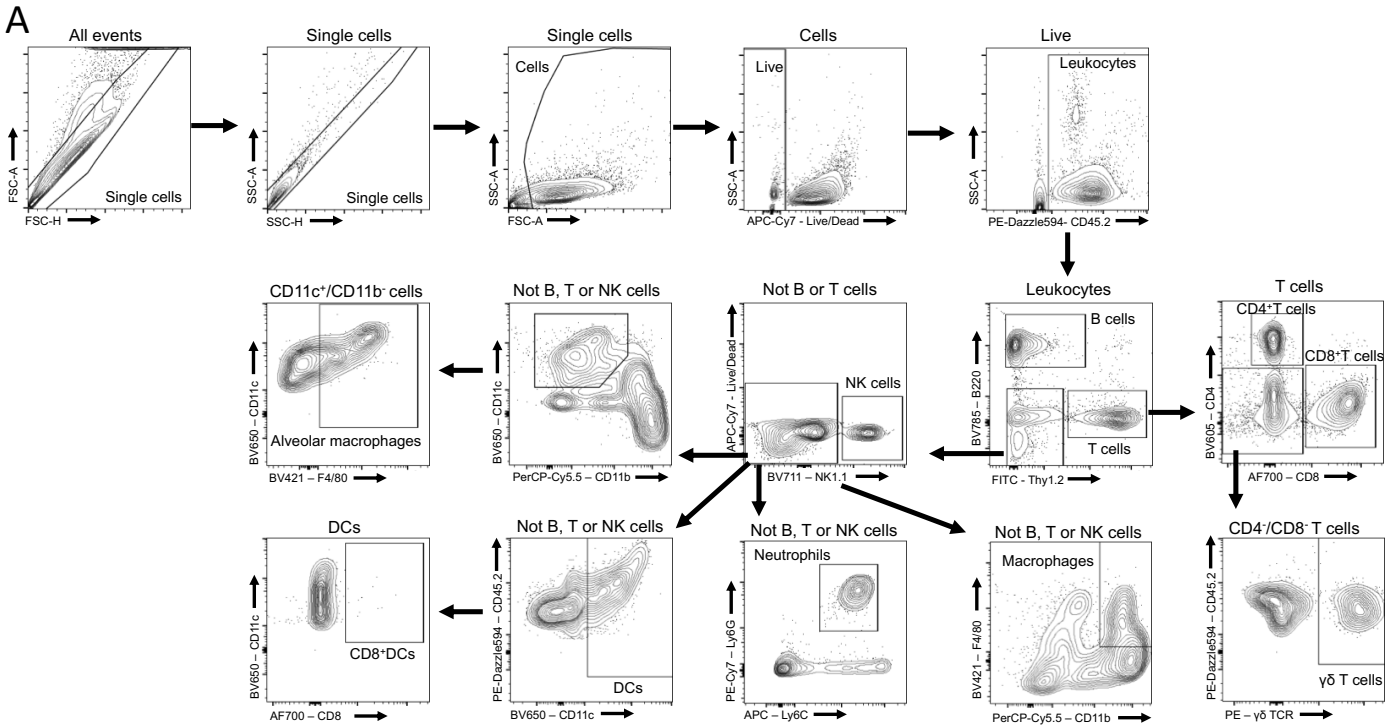 A
All events
Single cells
FSC-A
FSC-H
Single cells
SSC-A
Single cells
SSC-H
Single cells
Cells
SSC-A
FSC-A
Cells
Live
SSC-A
APC-Cy7 - Live/Dead
Live
Leukocytes
SSC-A
PE-Dazzle594- CD45.2
CD11c⁺/CD11b⁻ cells
BV650 – CD11c
Alveolar macrophages
BV421 – F4/80
Not B, T or NK cells
BV650 – CD11c
PerCP-Cy5.5 – CD11b
Not B or T cells
APC-Cy7 - Live/Dead
NK cells
BV711 – NK1.1
Leukocytes
B cells
BV785 – B220
T cells
FITC - Thy1.2
T cells
CD4⁺T cells
CD8⁺T cells
BV605 – CD4
AF700 – CD8
DCs
BV650 – CD11c
CD8⁺DCs
AF700 – CD8
Not B, T or NK cells
PE-Dazzle594 – CD45.2
DCs
BV650 – CD11c
Not B, T or NK cells
Neutrophils
PE-Cy7 – Ly6G
APC – Ly6C
Not B, T or NK cells
Macrophages
BV421 – F4/80
PerCP-Cy5.5 – CD11b
CD4⁻/CD8⁻ T cells
PE-Dazzle594 – CD45.2
γδ T cells
PE – γδ TCR